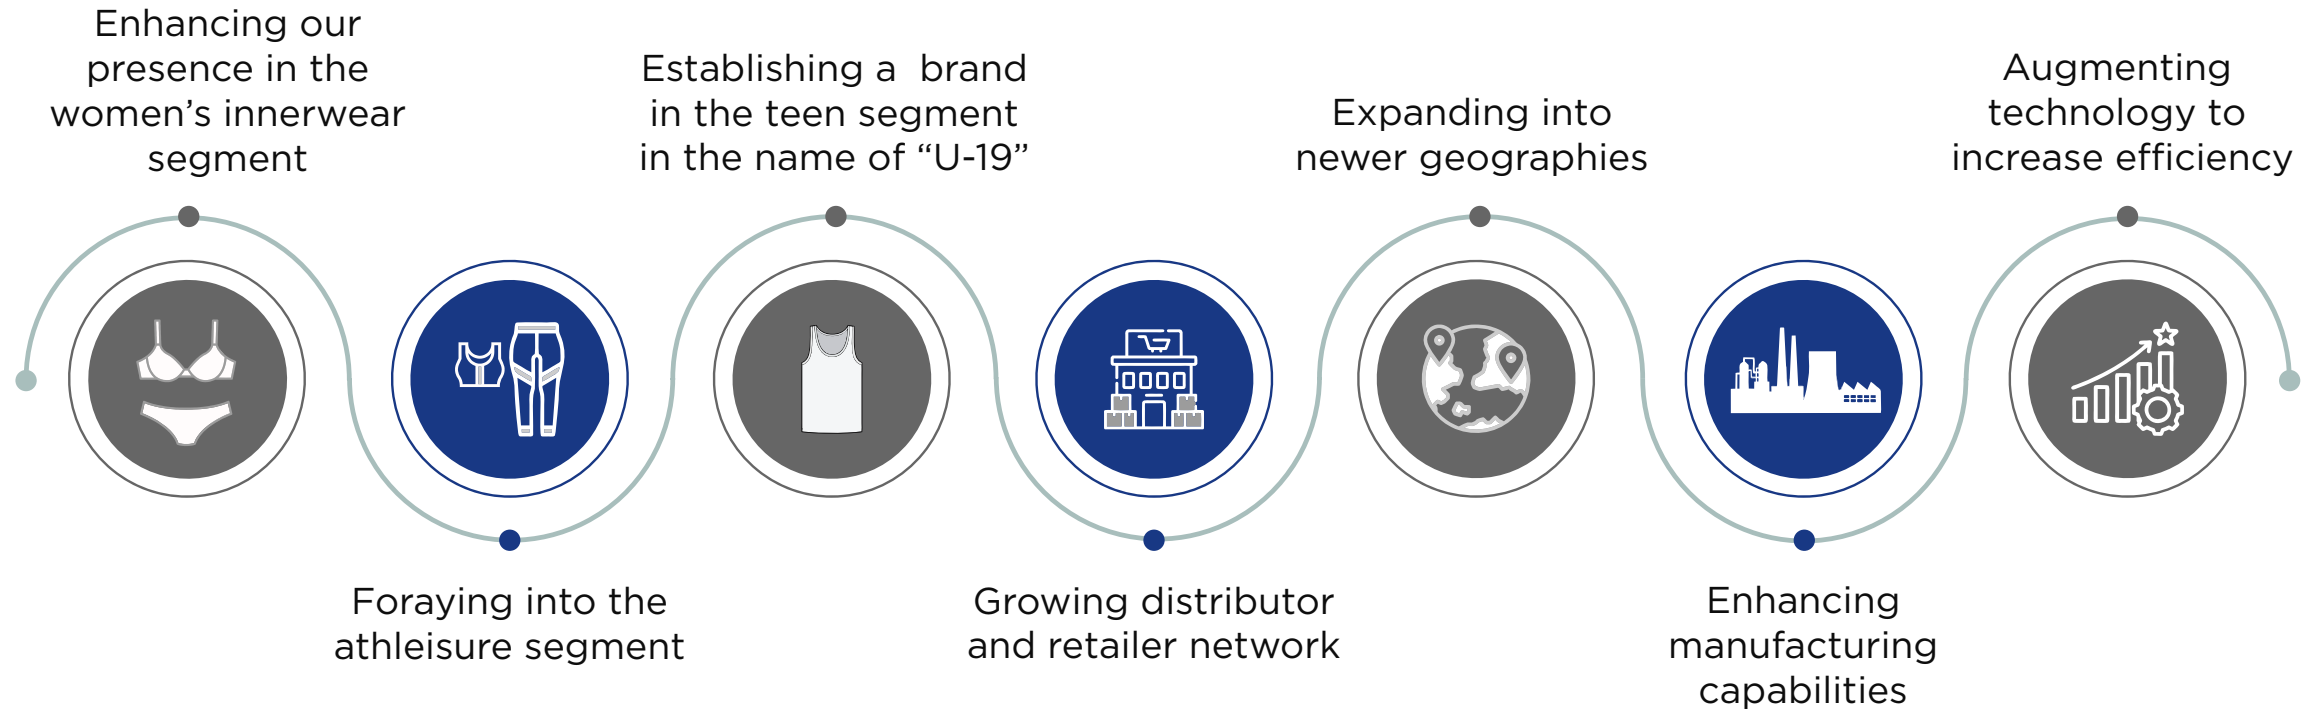 Enhancing our
presence in the
women’s innerwear
segment
Foraying into the
athleisure segment
Establishing a  brand
in the teen segment
in the name of “U-19”
Growing distributor
and retailer network
Expanding into
newer geographies
Enhancing
manufacturing
capabilities
Augmenting
technology to
increase efficiency